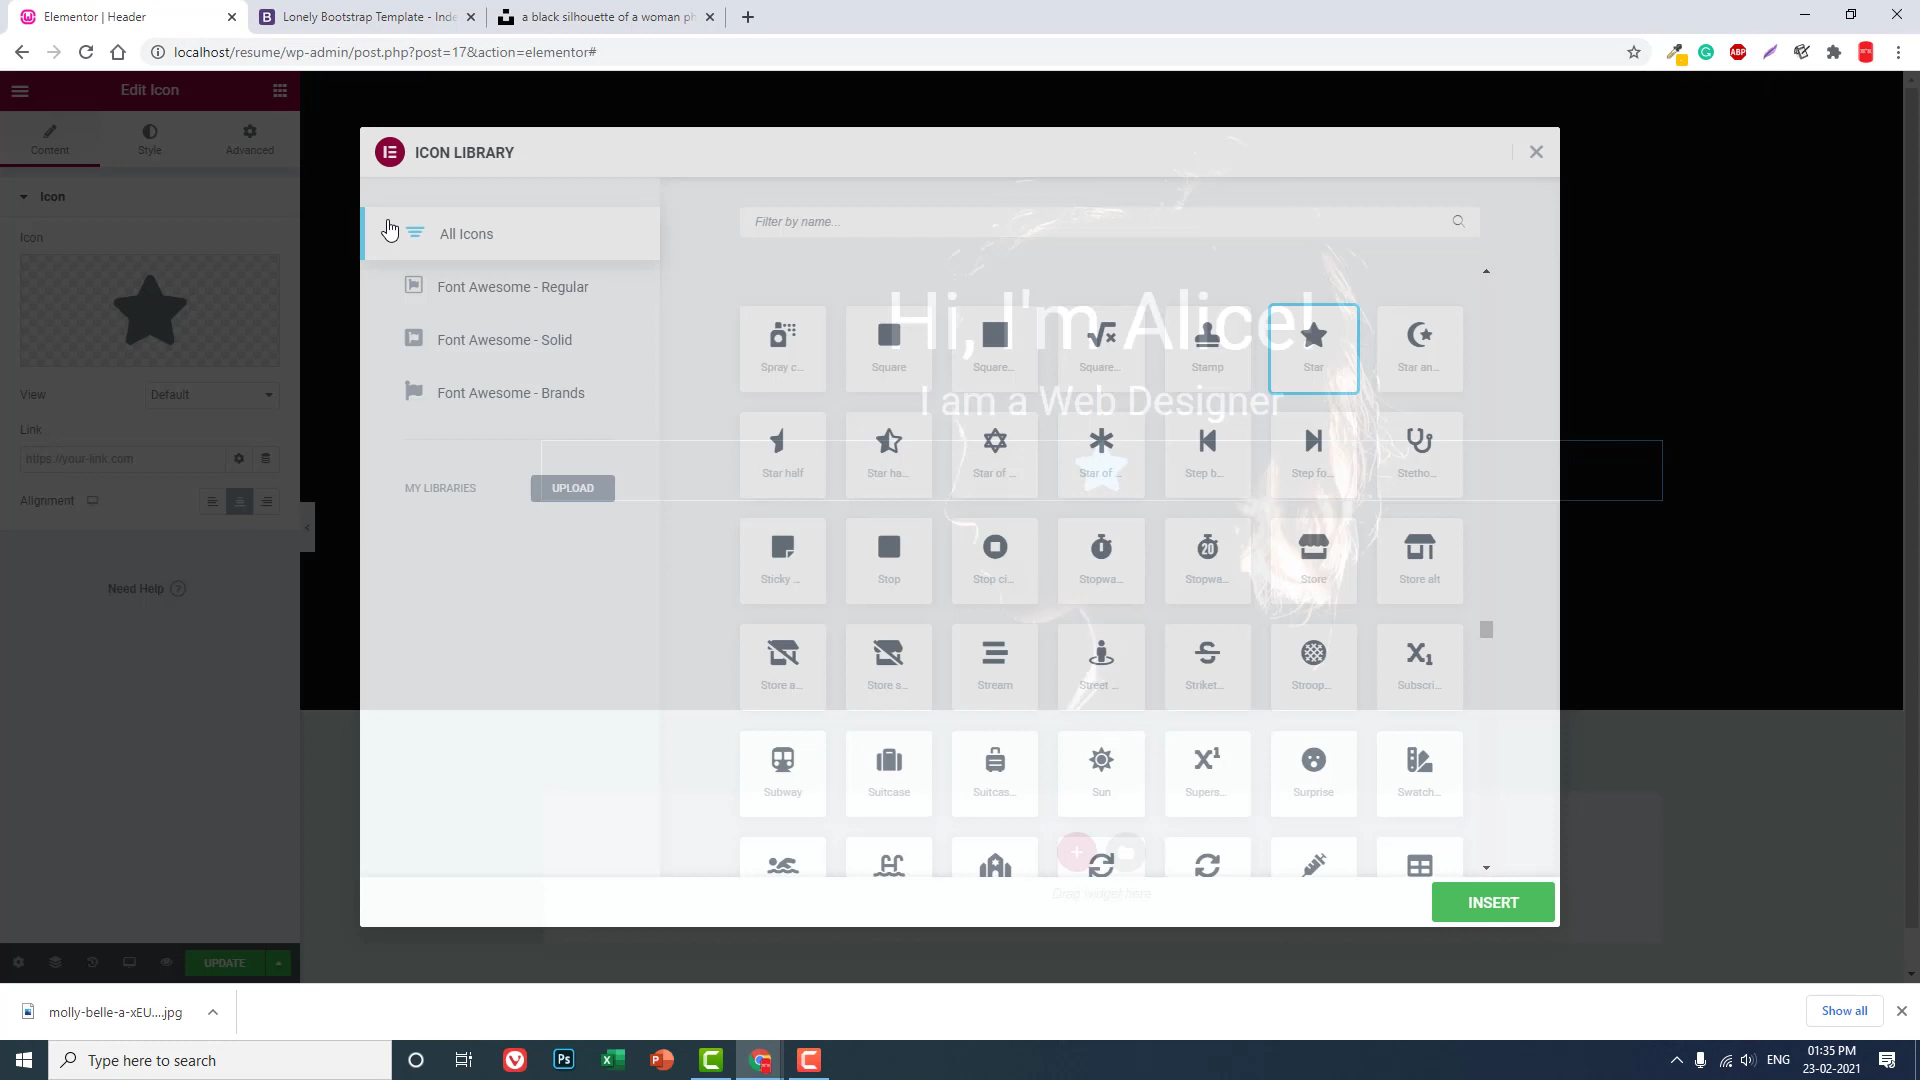 Elementor | Header
Lonely Bootstrap Template - Inde
a black silhouette of a woman ph
localhost/resume/wp-admin/post.php?post=17&action=elementor#
ABP
Edit Icon
Content
Style
Advanced
Icon
Icon
View
Default
Link
https://your-link.com
Alignment
Need Help
?
UPDATE
ICON LIBRARY
All Icons
Font Awesome - Regular
Font Awesome - Solid
Font Awesome - Brands
MY LIBRARIES
UPLOAD
Filter by name...
Hi, I'm Alice!
I am a Web Designer
Spray c...
Square
Square...
Square...
Stamp
Star
Star an...
Star half
Star ha...
Star of ...
Star of ...
Step b...
Step fo...
Stetho...
Sticky ...
Stop
Stop ci...
Stopwa...
20
Stopwa...
Store
Store alt
Store a...
Store s...
Stream
Street ...
Striket...
Stroop...
Subscri...
Subway
Suitcase
Suitcas...
Sun
Supers...
Surprise
Swatch...
Drag widget here
INSERT
molly-belle-a-xEU....jpg
Show all
Type here to search
Ps
ENG
01:35 PM
23-02-2021